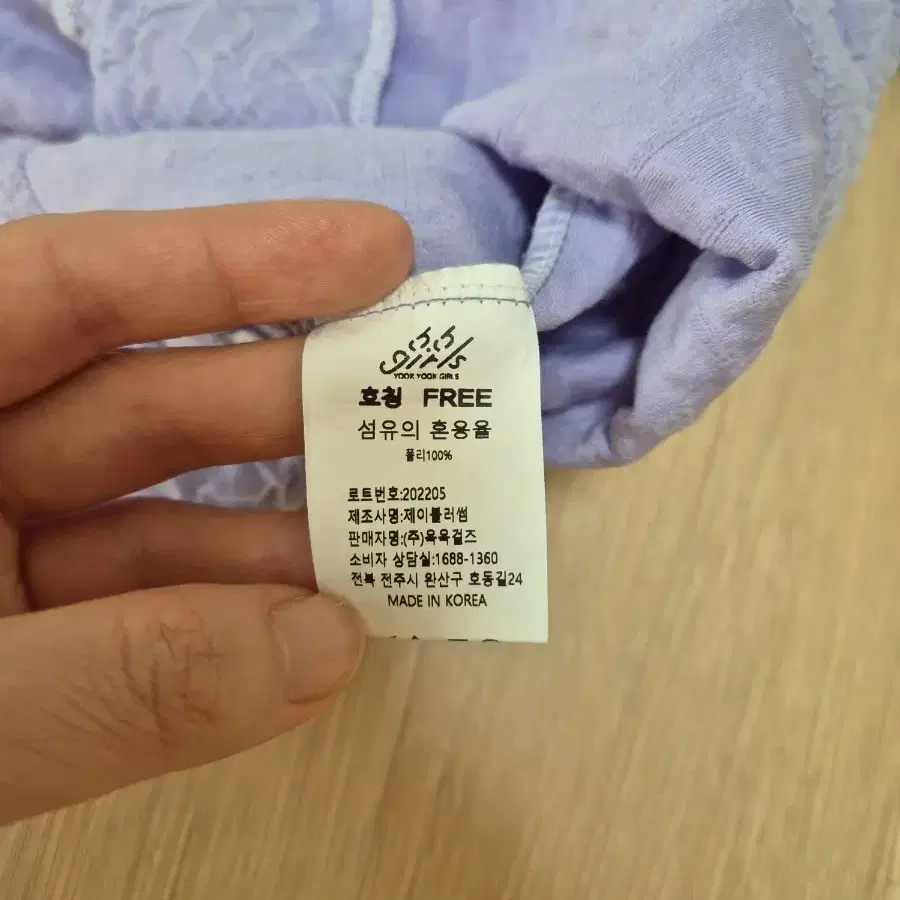 ㅇㅇ girls
YOOK YOOK GIRLS
호칭 FREE
섬유의 혼용율
폴리100%
로트번호:202205
제조사명:제이블러썸
판매자명:(주)육육걸즈
소비자 상담실:1688-1360
전북 전주시 완산구 호동길24
MADE IN KOREA